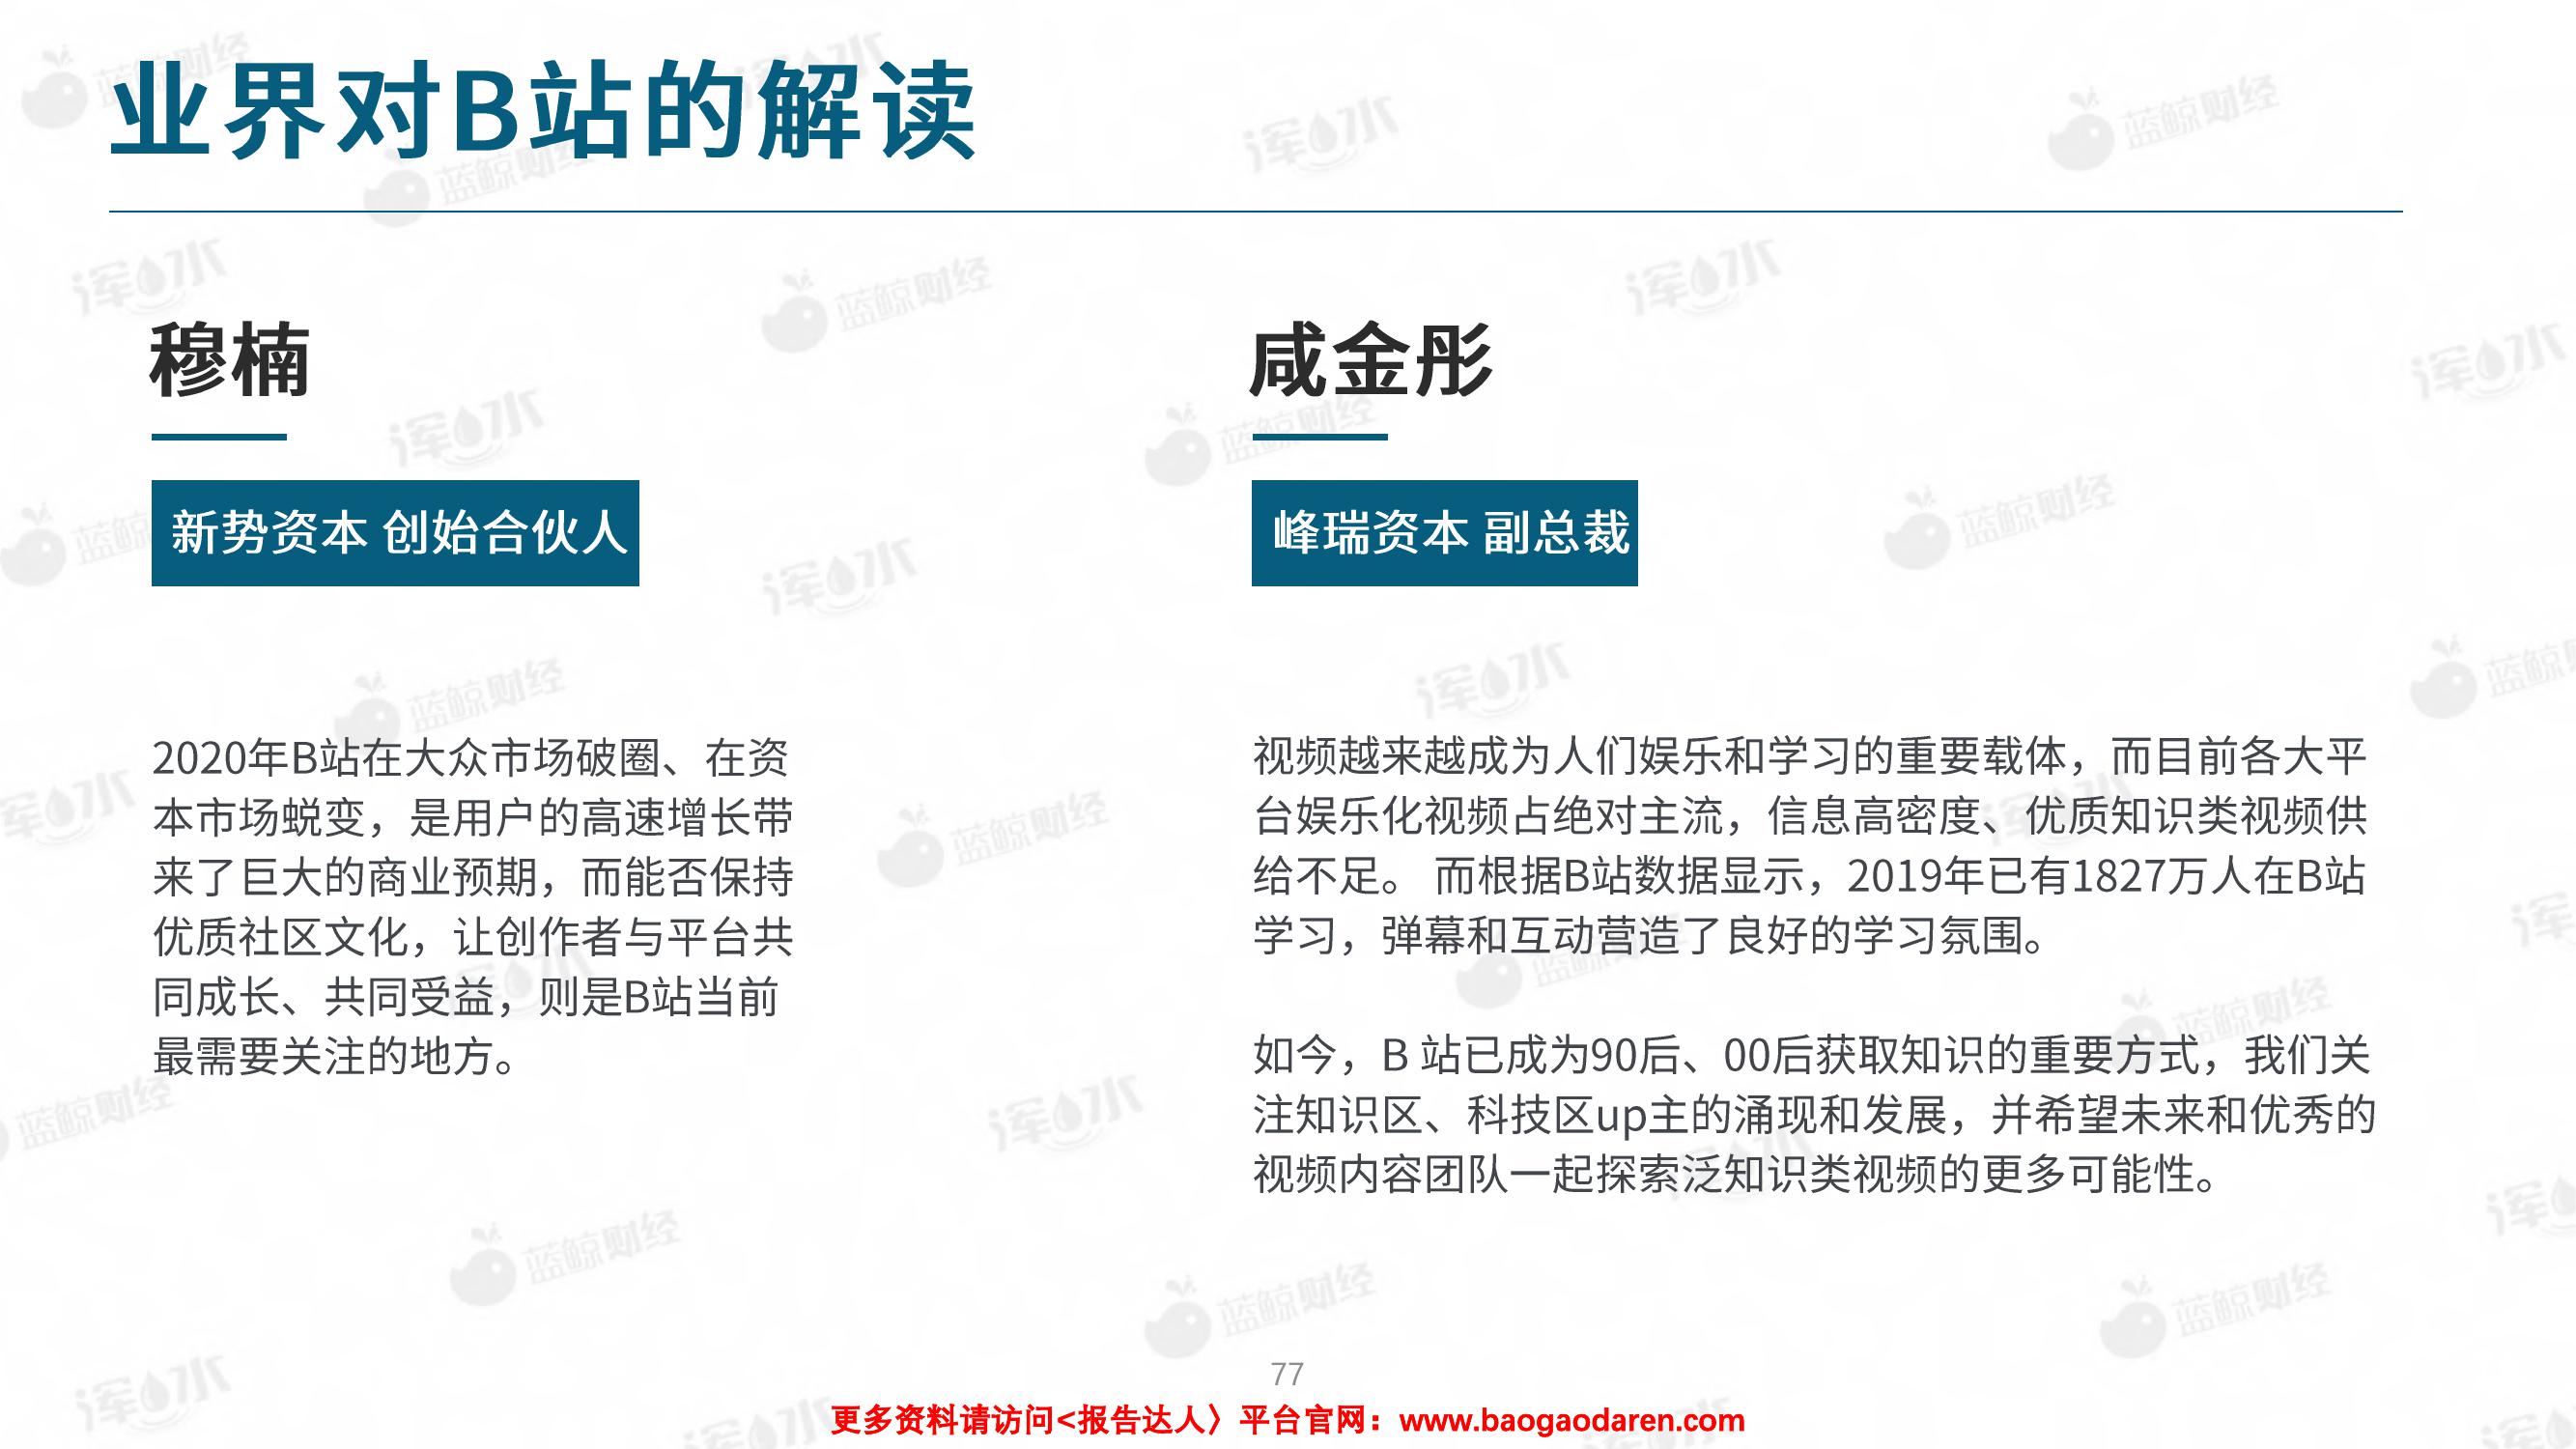 业界对B站的解读
穆楠
新势资本 创始合伙人
2020年B站在大众市场破圈、在资
本市场蜕变，是用户的高速增长带
来了巨大的商业预期，而能否保持
优质社区文化，让创作者与平台共
同成长、共同受益，则是B站当前
最需要关注的地方。
咸金彤
峰瑞资本 副总裁
视频越来越成为人们娱乐和学习的重要载体，而目前各大平
台娱乐化视频占绝对主流，信息高密度、优质知识类视频供
给不足。 而根据B站数据显示，2019年已有1827万人在B站
学习，弹幕和互动营造了良好的学习氛围。
如今，B 站已成为90后、00后获取知识的重要方式，我们关
注知识区、科技区up主的涌现和发展，并希望未来和优秀的
视频内容团队一起探索泛知识类视频的更多可能性。
77
更多资料请访问<报告达人〉平台官网：www.baogaodaren.com
蓝鲸财经
浑水